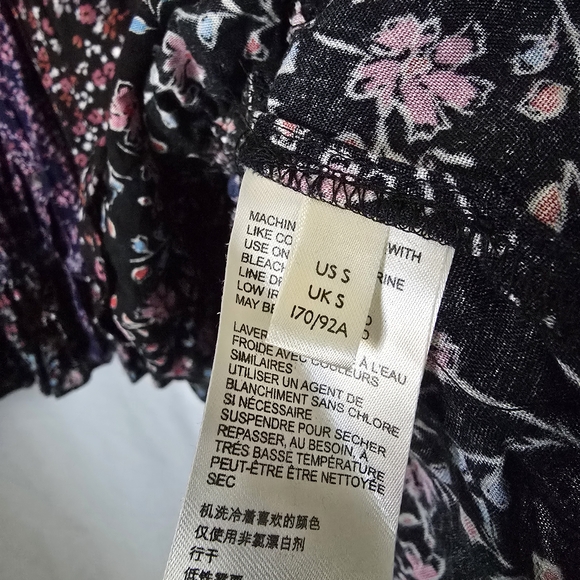 US S
UK S
170/92A
MACHIN WITH
LIKE CO
USE ON RINE
BLEACH
LINE DR
LOW IR
MAY BE
LAVER À L'EAU
FROIDE AVEC COULEURS
SIMILAIRES
UTILISER UN AGENT DE
BLANCHIMENT SANS CHLORE
SI NÉCESSAIRE
SUSPENDRE POUR SECHER
REPASSER, AU BESOIN, À
TRÈS BASSE TEMPÉRATURE
PEUT-ÊTRE ÊTRE NETTOYÉE
SEC
机洗冷着喜欢的颜色
仅使用非氯漂白剂
行干